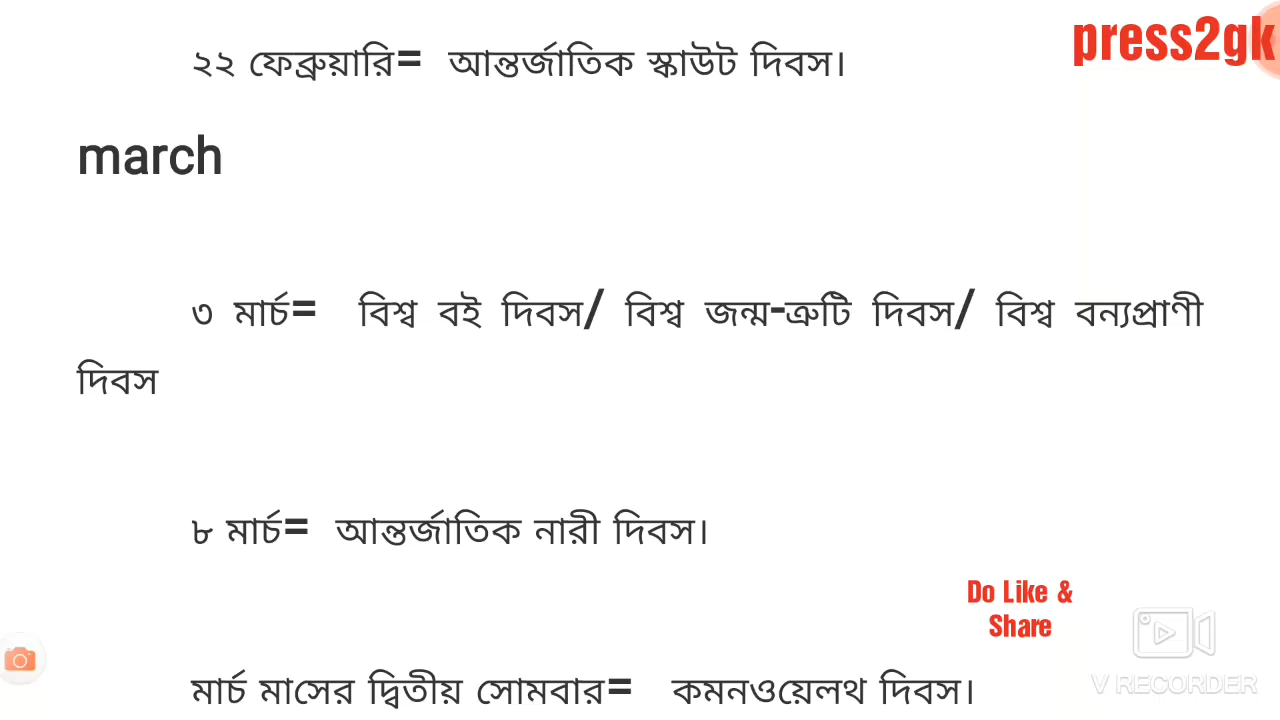 press2gk
২২ ফেব্রুয়ারি= আন্তর্জাতিক স্কাউট দিবস।
march
৩ মার্চ= বিশ্ব বই দিবস/ বিশ্ব জন্ম-ত্রুটি দিবস/ বিশ্ব বন্যপ্রাণী
দিবস
৮ মার্চ= আন্তর্জাতিক নারী দিবস।
Do Like &
Share
মার্চ মাসের দ্বিতীয় সোমবার= কমনওয়েলথ দিবস।
V RECORDER